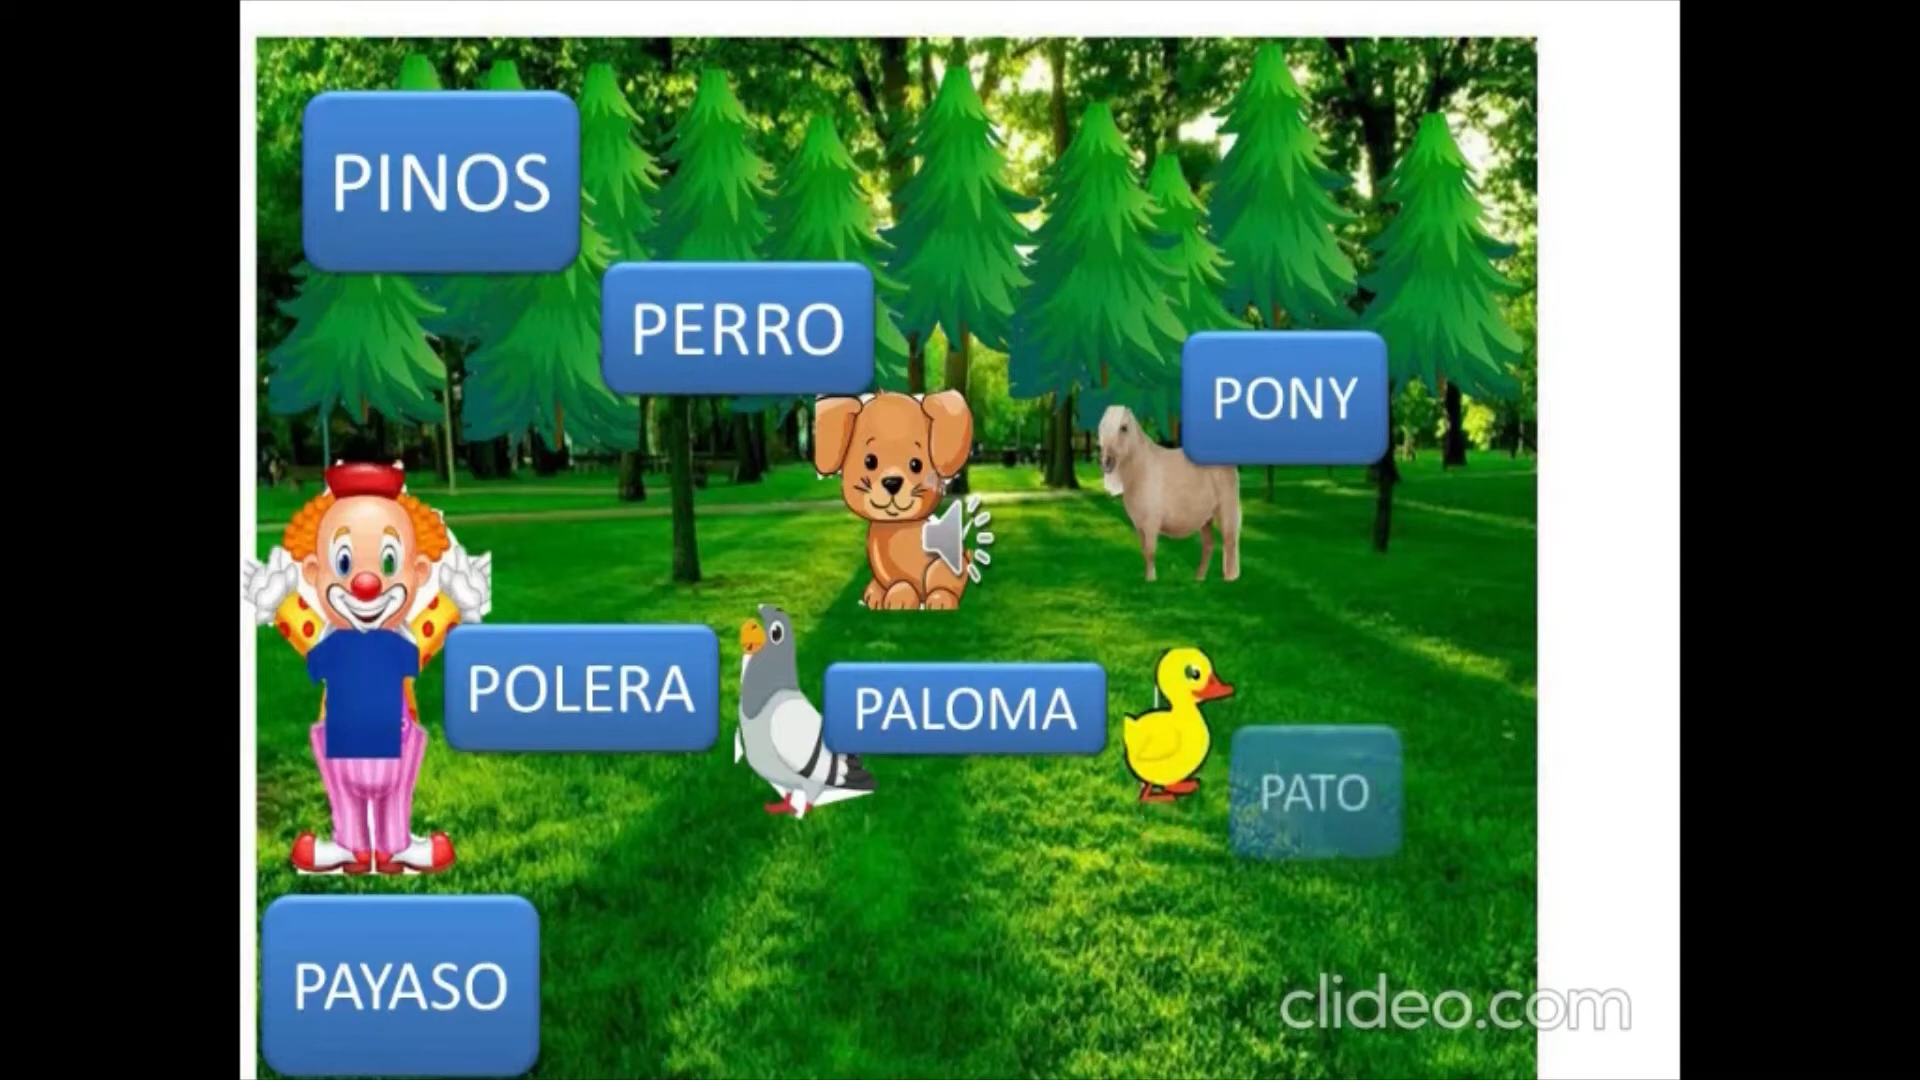 PINOS
PERRO
PONY
POLERA
PALOMA
PATO
PAYASO
clideo.com